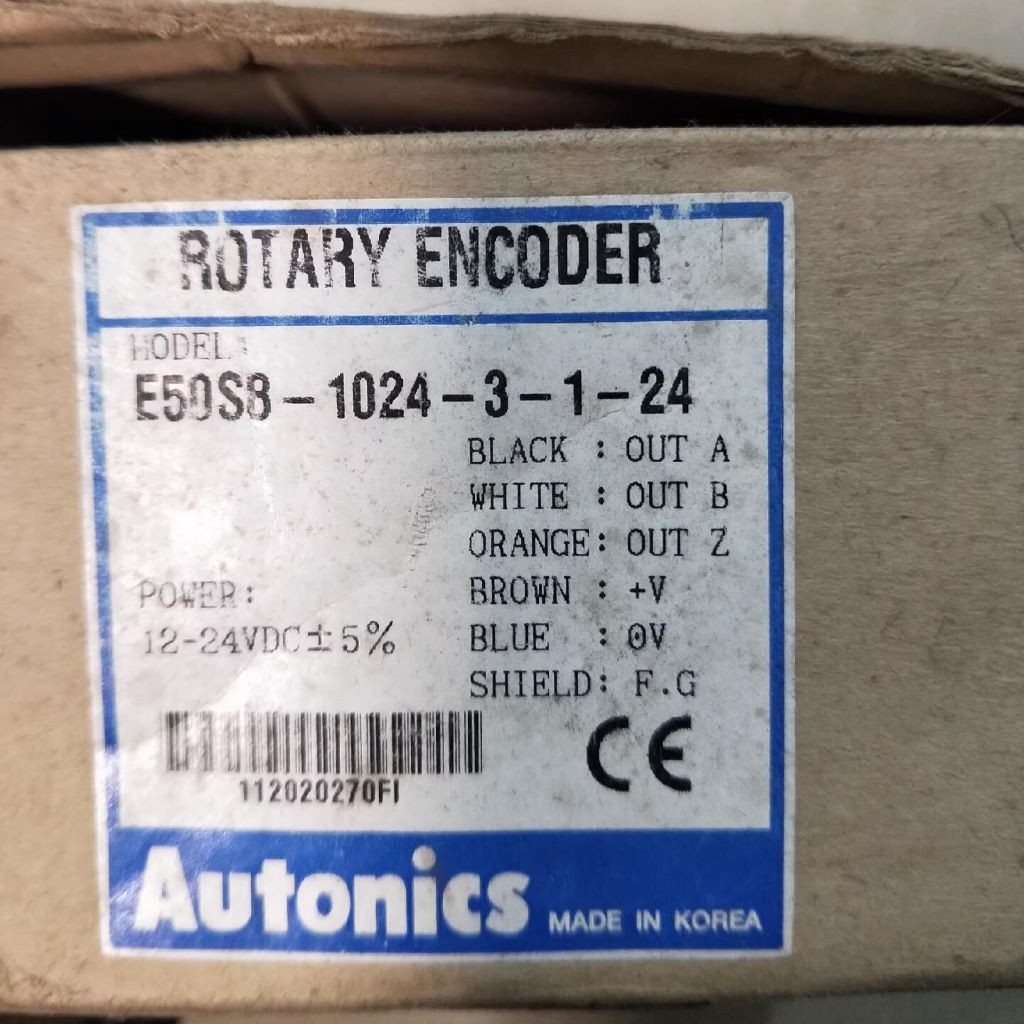 ROTARY ENCODER
MODEL:
E50S8-1024-3-1-24
BLACK : OUT A
WHITE : OUT B
ORANGE: OUT Z
POWER:
BROWN : +V
12-24VDC±5%
BLUE : 0V
SHIELD: F.G
112020270FI
CE
Autonics
MADE IN KOREA